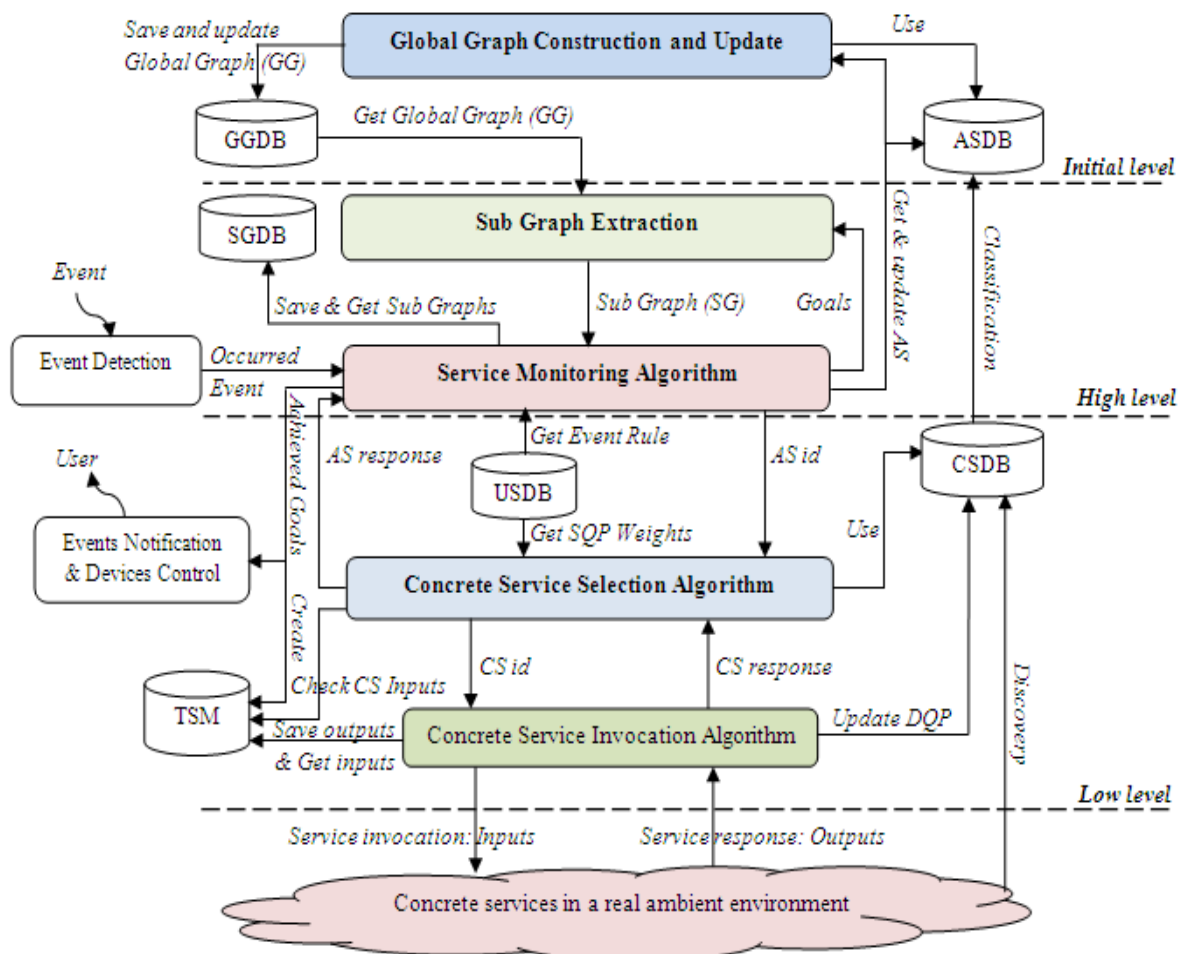 Save and update
Global Graph (GG)
Global Graph Construction and Update
Use
GGDB
Get Global Graph (GG)
ASDB
Initial level
SGDB
Sub Graph Extraction
Get & update AS
Classification
Event
Save & Get Sub Graphs
Sub Graph (SG)
Goals
Event Detection
Occurred
Event
Service Monitoring Algorithm
High level
Achieved Goals
AS response
Get Event Rule
AS id
User
USDB
CSDB
Get SQP Weights
Use
Events Notification
& Devices Control
Concrete Service Selection Algorithm
Create
CS id
CS response
Discovery
TSM
Check CS Inputs
Save outputs
& Get inputs
Concrete Service Invocation Algorithm
Update DQP
Low level
Service invocation: Inputs
Service response: Outputs
Concrete services in a real ambient environment